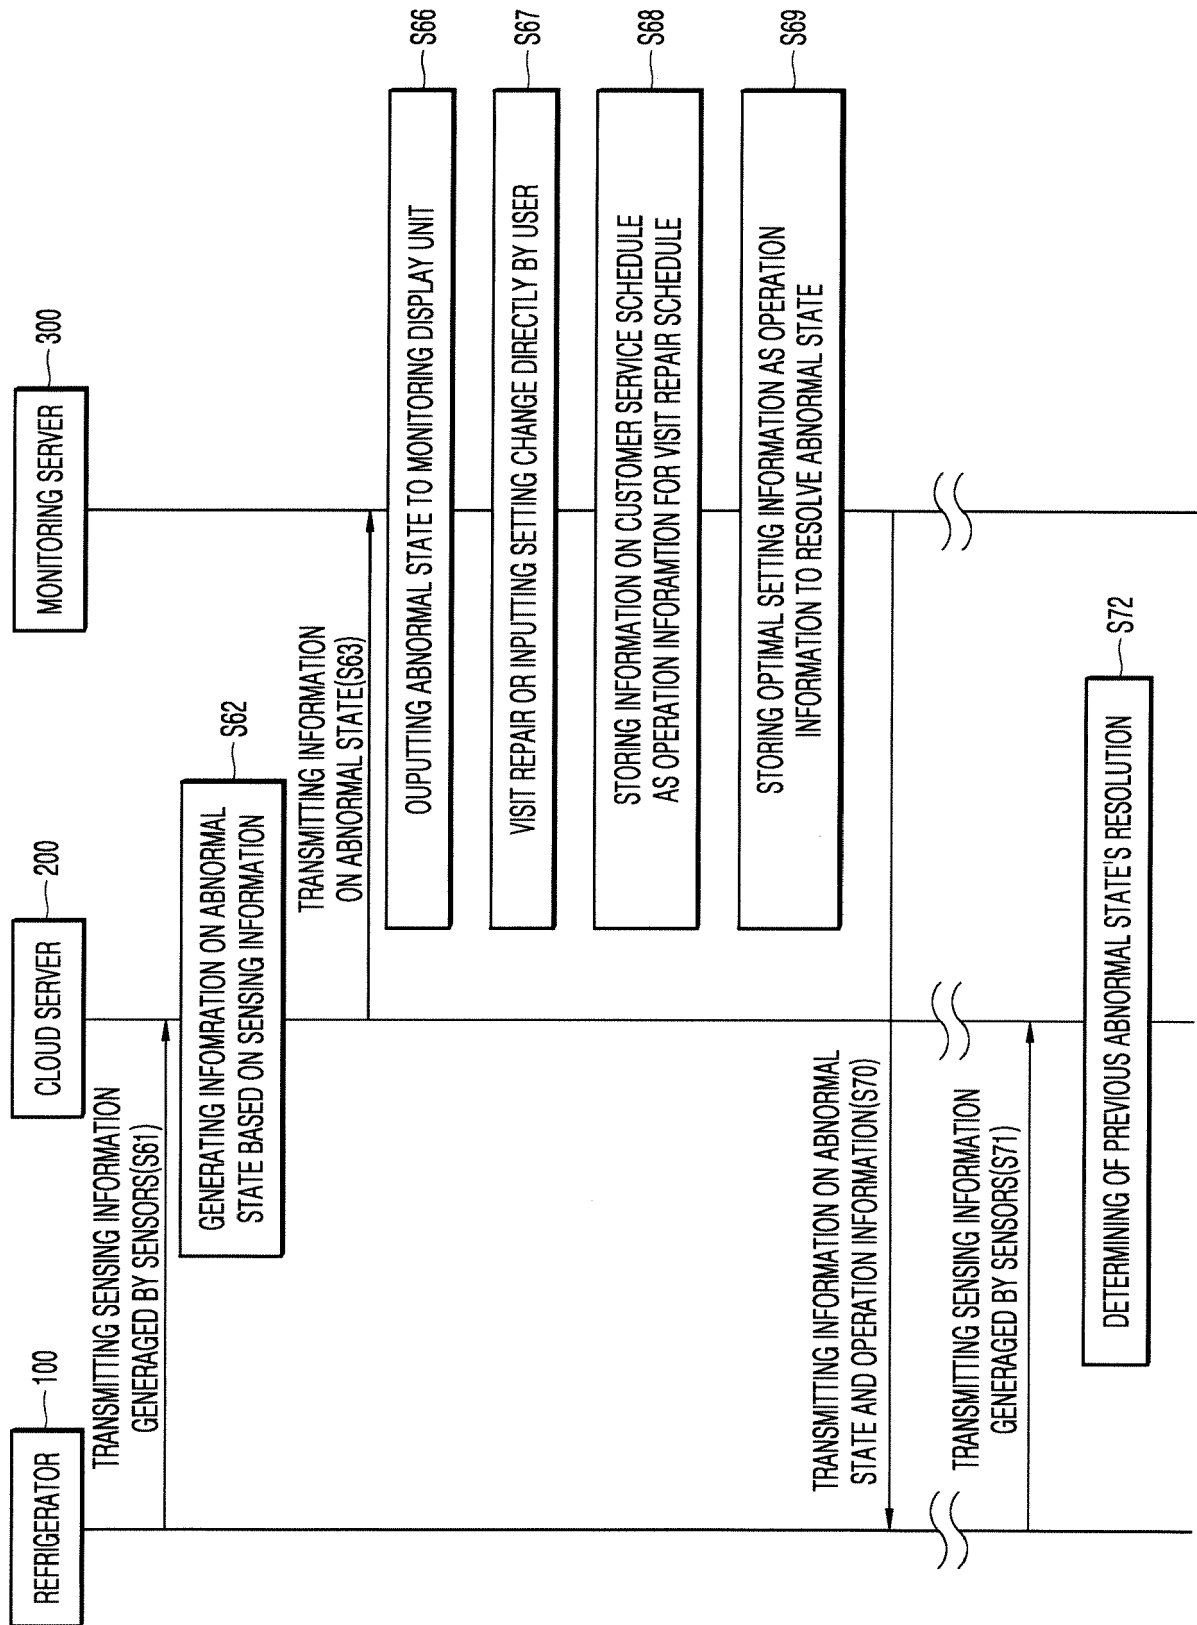 REFRIGERATOR
100
CLOUD SERVER
200
MONITORING SERVER
300
TRANSMITTING SENSING INFORMATION
GENERAGED BY SENSORS(S61)
GENERATING INFOMRATION ON ABNORMAL
STATE BASED ON SENSING INFORMATION
S62
TRANSMITTING INFORMATION
ON ABNORMAL STATE(S63)
OUPUTTING ABNORMAL STATE TO MONITORING DISPLAY UNIT
S66
VISIT REPAIR OR INPUTTING SETTING CHANGE DIRECTLY BY USER
S67
STORING INFORMATION ON CUSTOMER SERVICE SCHEDULE
AS OPERATION INFORAMTION FOR VISIT REPAIR SCHEDULE
S68
STORING OPTIMAL SETTING INFORMATION AS OPERATION
INFORMATION TO RESOLVE ABNORMAL STATE
S69
TRANSMITTING INFORMATION ON ABNORMAL
STATE AND OPERATION INFORMATION(S70)
TRANSMITTING SENSING INFORMATION
GENERAGED BY SENSORS(S71)
DETERMINING OF PREVIOUS ABNORMAL STATE'S RESOLUTION
S72